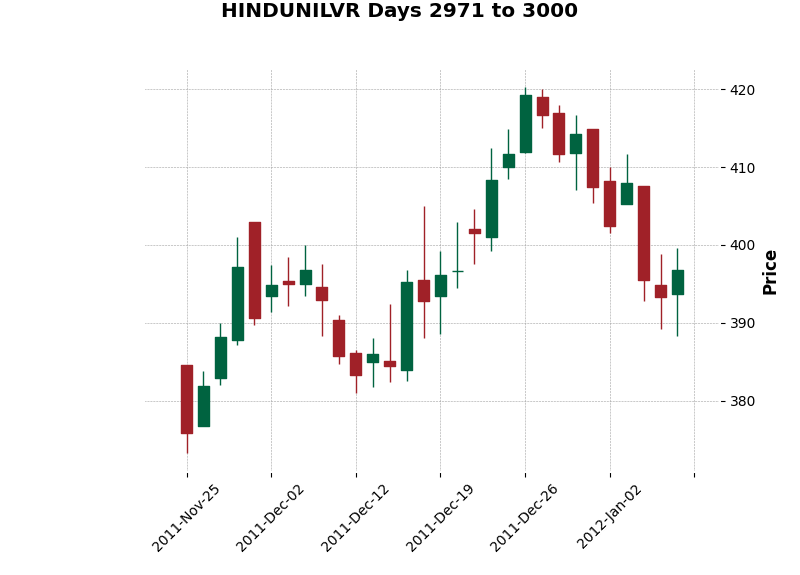 HINDUNILVR Days 2971 to 3000
420
410
400
390
380
Price
2011-Nov-25
2011-Dec-02
2011-Dec-12
2011-Dec-19
2011-Dec-26
2012-Jan-02